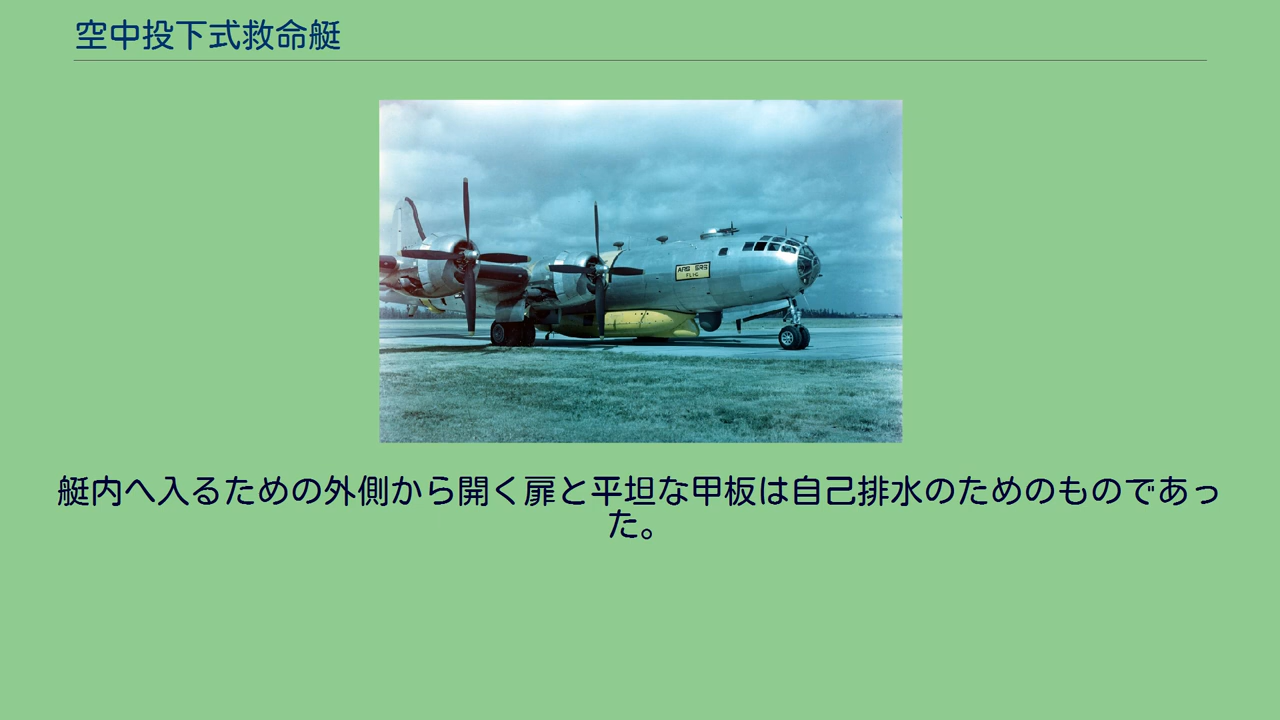 空中投下式救命艇
艇内へ入るための外側から開く扉と平坦な甲板は自己排水のためのものであっ
た。